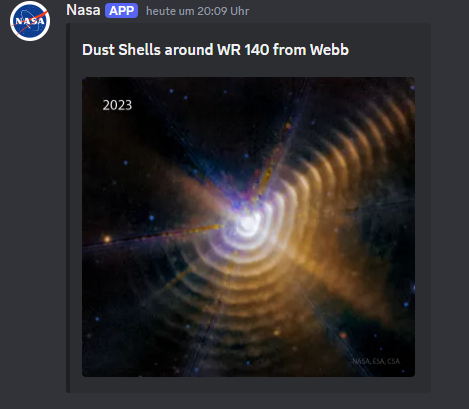 NASA
Nasa APP heute um 20:09 Uhr
Dust Shells around WR 140 from Webb
2023
NASA, ESA, CSA